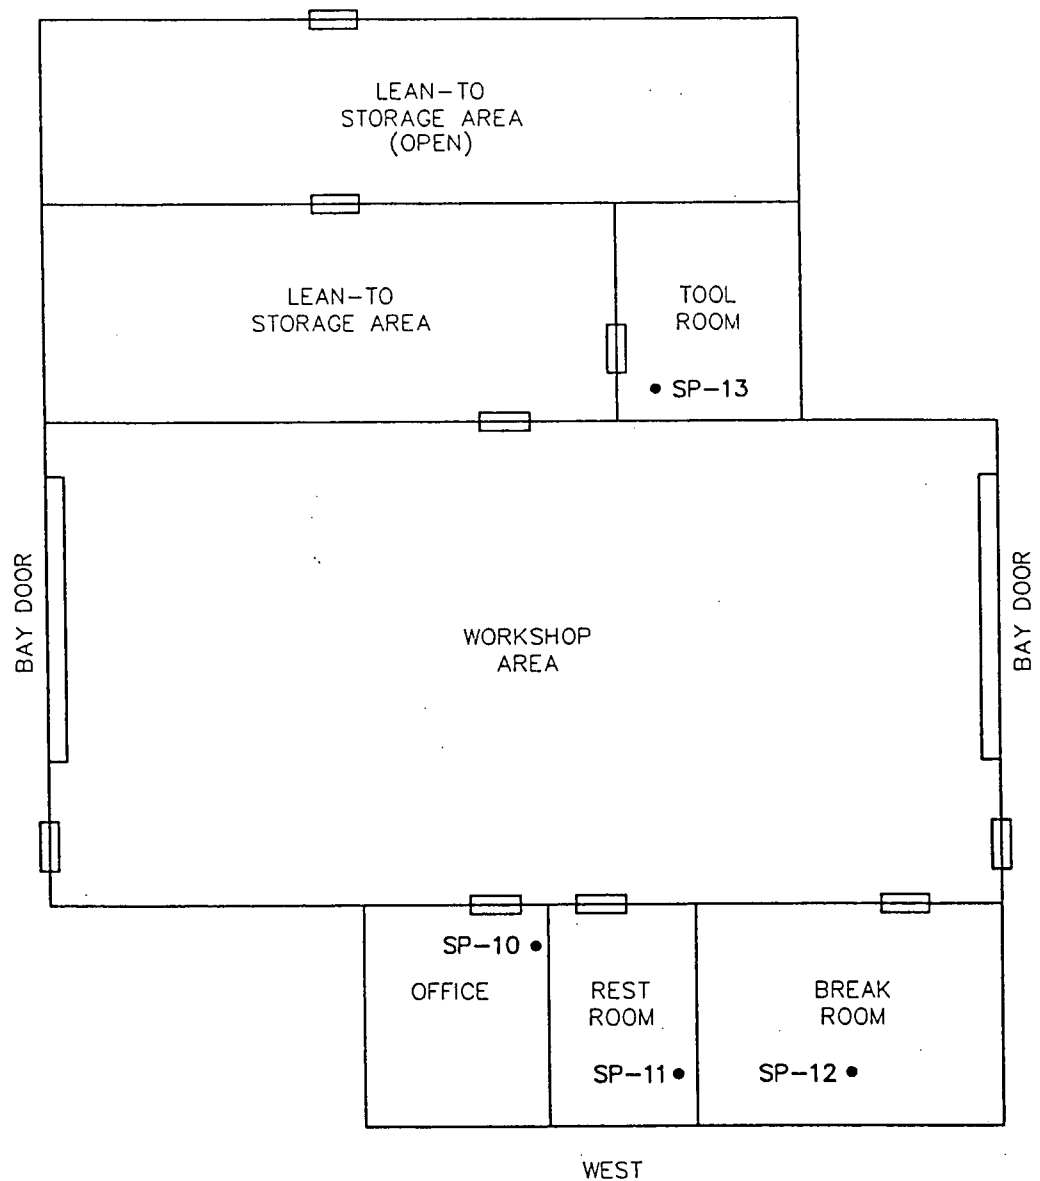 LEAN-TO
STORAGE AREA
(OPEN)
LEAN-TO
STORAGE AREA
TOOL
ROOM
SP-13
BAY DOOR
WORKSHOP
AREA
BAY DOOR
SP-10
OFFICE
REST
ROOM
SP-11
BREAK
ROOM
SP-12
WEST